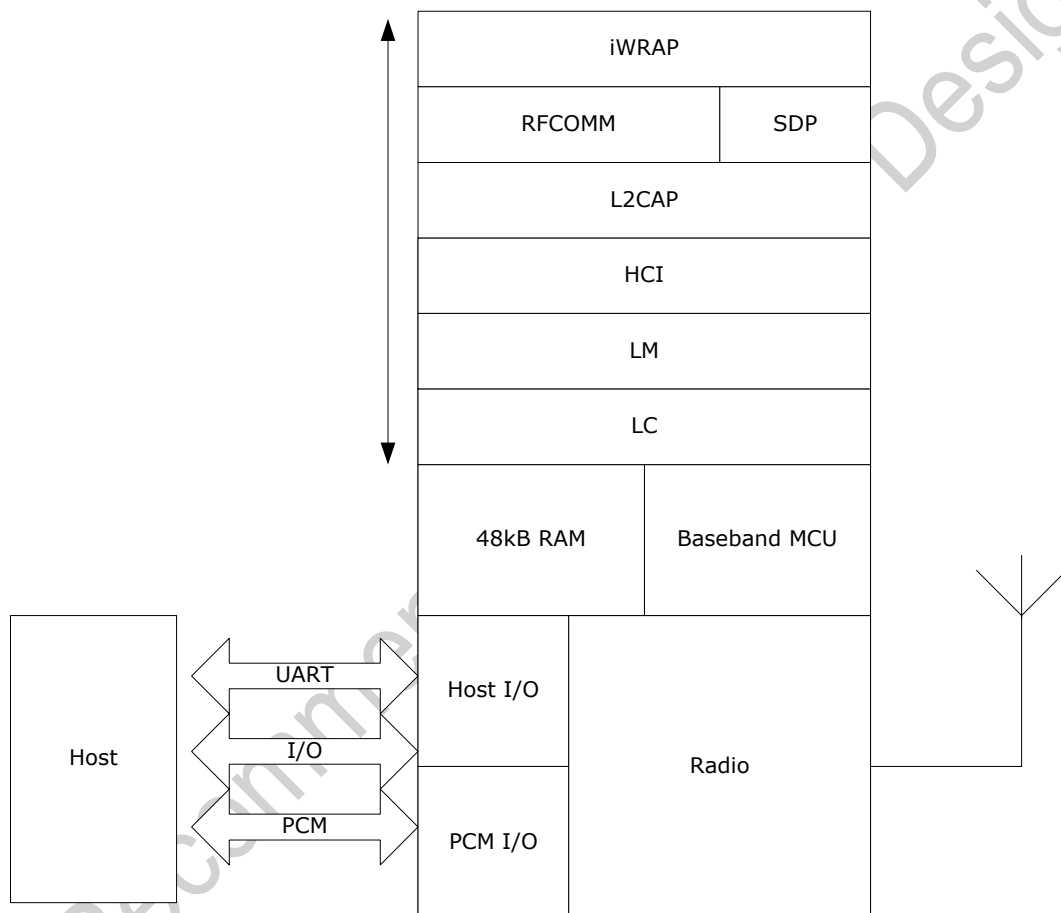 iWRAP
RFCOMM
SDP
L2CAP
HCI
LM
LC
48kB RAM
Baseband MCU
UART
Host I/O
Host
I/O
Radio
PCM
PCM I/O